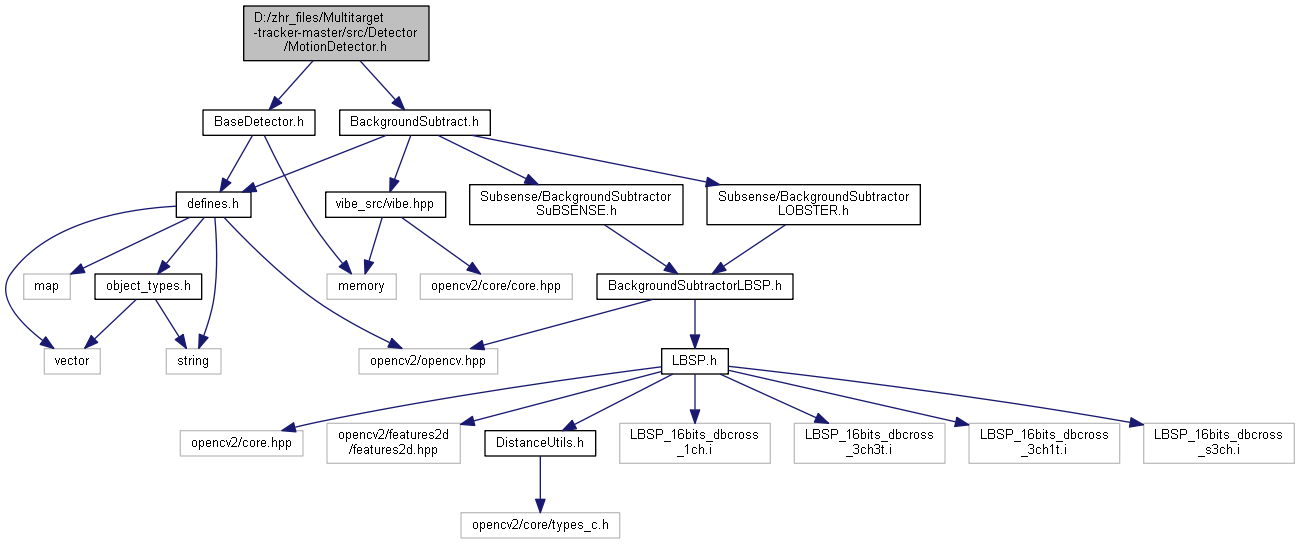 D:/zhr_files/Multitarget
-tracker-master/src/Detector
/MotionDetector.h
BaseDetector.h
BackgroundSubtract.h
defines.h
vibe_src/vibe.hpp
Subsense/BackgroundSubtractor
SuBSENSE.h
Subsense/BackgroundSubtractor
LOBSTER.h
map
object_types.h
memory
opencv2/core/core.hpp
BackgroundSubtractorLBSP.h
vector
string
opencv2/opencv.hpp
LBSP.h
opencv2/core.hpp
opencv2/features2d
/features2d.hpp
DistanceUtils.h
LBSP_16bits_dbcross
_1ch.i
LBSP_16bits_dbcross
_3ch3t.i
LBSP_16bits_dbcross
_3ch1t.i
LBSP_16bits_dbcross
_s3ch.i
opencv2/core/types_c.h